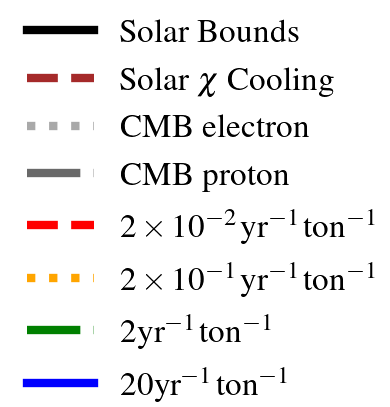 Solar Bounds
Solar χ Cooling
CMB electron
CMB proton
2 × 10⁻² yr⁻¹ ton⁻¹
2 × 10⁻¹ yr⁻¹ ton⁻¹
2yr⁻¹ ton⁻¹
20yr⁻¹ ton⁻¹